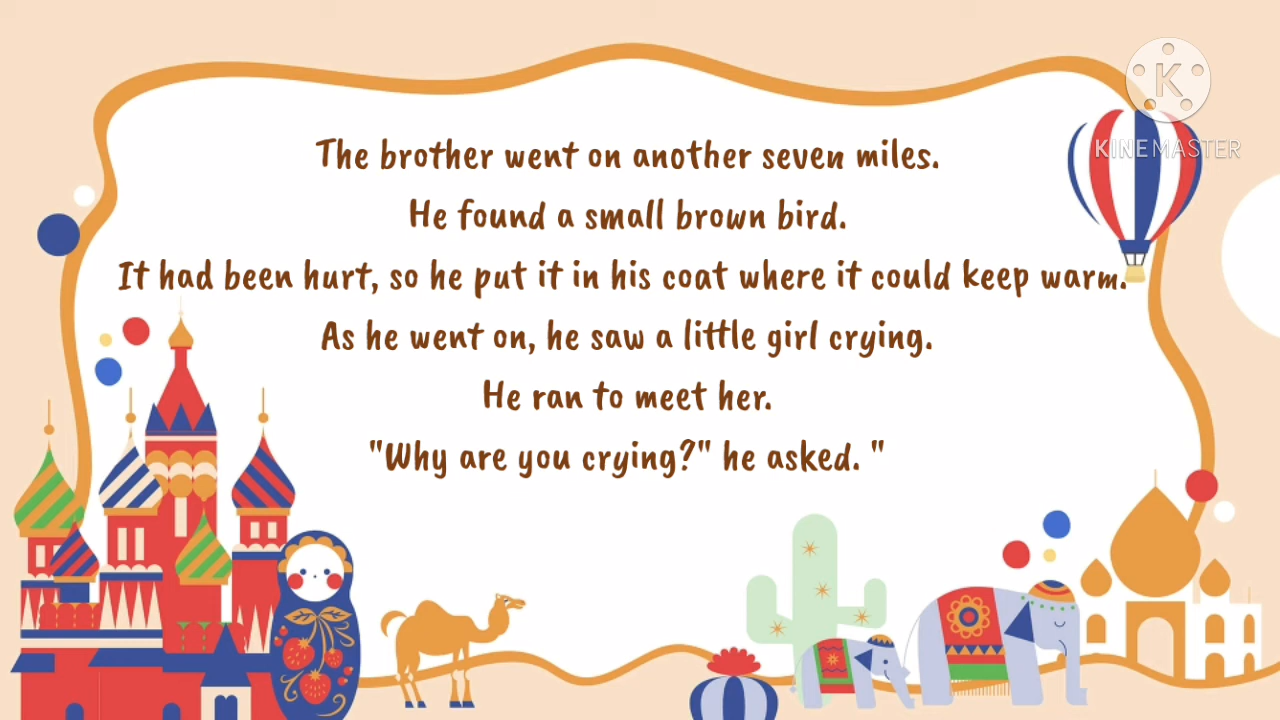 The brother went on another seven miles.
He found a small brown bird.
It had been hurt, so he put it in his coat where it could keep warm.
As he went on, he saw a little girl crying.
He ran to meet her.
"Why are you crying?" he asked. "
K
KINEMASTER